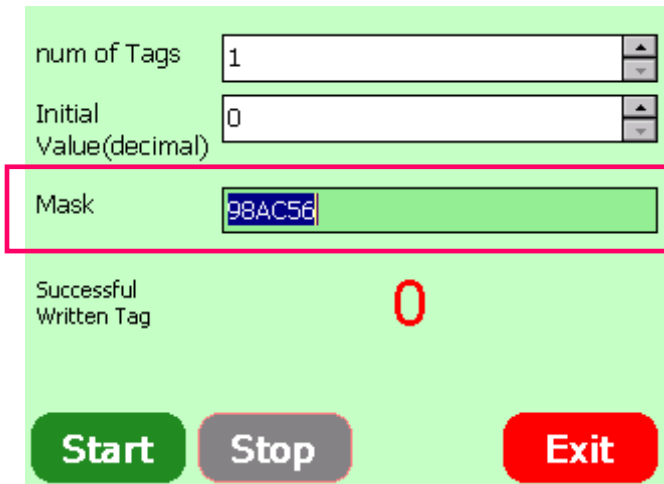 num of Tags 1
Initial
Value(decimal) 0
Mask 98AC56
Successful
Written Tag 0
Start Stop Exit